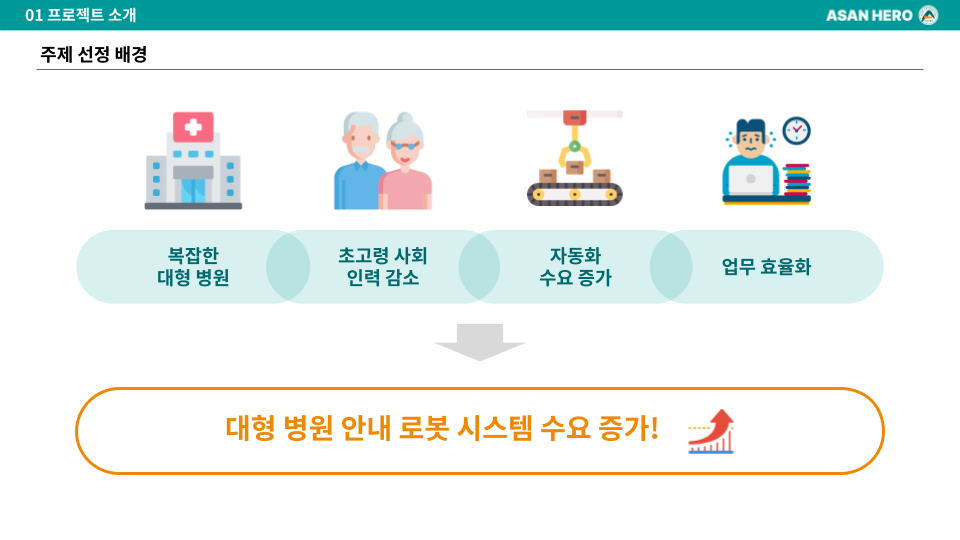 01 프로젝트 소개
ASAN HERO
주제 선정 배경
복잡한
대형 병원
초고령 사회
인력 감소
자동화
수요 증가
업무 효율화
대형 병원 안내 로봇 시스템 수요 증가!